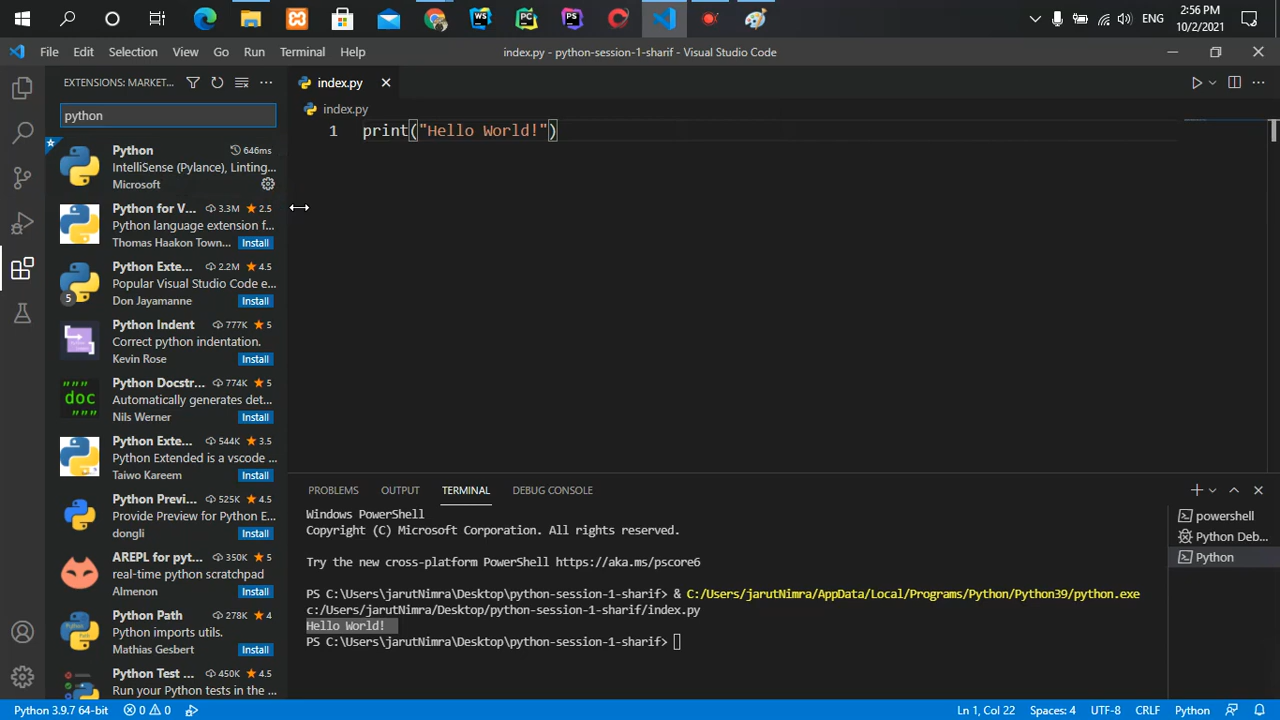 2:56 PM
ENG
10/2/2021
WS
PC
PS
File Edit Selection View Go Run Terminal Help
index.py - python-session-1-sharif - Visual Studio Code
EXTENSIONS: MARKET...
index.py
python
index.py
1 print("Hello World!")
Python 646ms
IntelliSense (Pylance), Linting...
Microsoft
Python for V... 3.3M 2.5
Python language extension f...
Thomas Haakon Town... Install
Python Exte... 2.2M 4.5
Popular Visual Studio Code e...
5 Don Jayamanne Install
Python Indent 777K 5
Correct python indentation.
Kevin Rose Install
Python Docstr... 774K 5
Automatically generates det...
Nils Werner Install
"""
doc
"""
Python Exte... 544K 3.5
Python Extended is a vscode ...
Taiwo Kareem Install
Python Previ... 525K 4.5
Provide Preview for Python E...
dongli Install
AREPL for pyt... 350K 5
real-time python scratchpad
Almenon Install
Python Path 278K 4
Python imports utils.
Mathias Gesbert Install
Python Test ... 450K 4.5
Run your Python tests in the ...
PROBLEMS OUTPUT TERMINAL DEBUG CONSOLE
Windows PowerShell
Copyright (C) Microsoft Corporation. All rights reserved.
Try the new cross-platform PowerShell https://aka.ms/pscore6
PS C:\Users\jarutNimra\Desktop\python-session-1-sharif> & C:/Users/jarutNimra/AppData/Local/Programs/Python/Python39/python.exe
c:/Users/jarutNimra/Desktop/python-session-1-sharif/index.py
Hello World!
PS C:\Users\jarutNimra\Desktop\python-session-1-sharif>
powershell
Python Deb...
Python
Python 3.9.7 64-bit 0 0
Ln 1, Col 22 Spaces: 4 UTF-8 CRLF Python